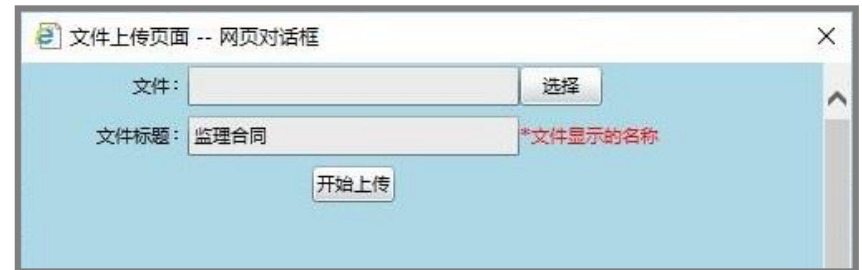 文件上传页面 -- 网页对话框
文件： 选择
文件标题： 监理合同 *文件显示的名称
开始上传